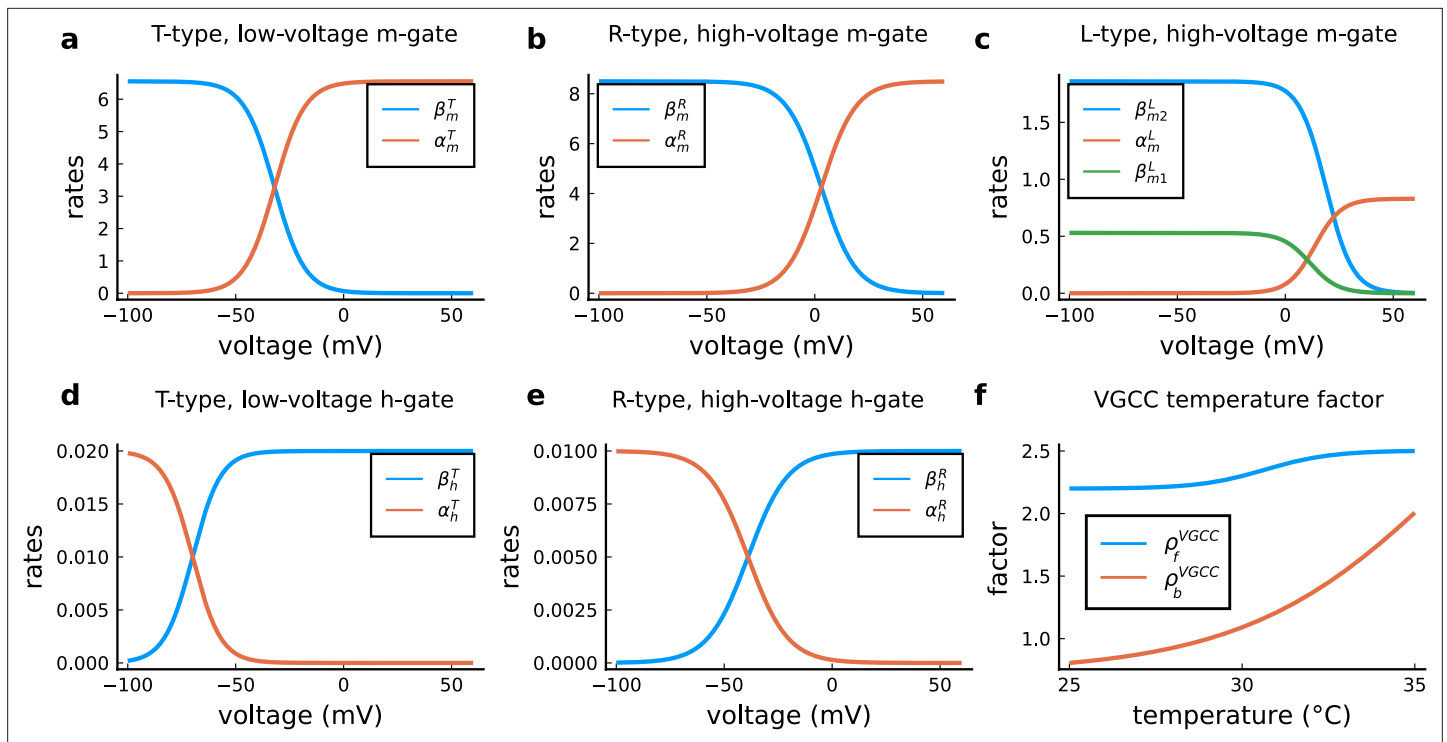 a T-type, low-voltage m-gate
rates
6
5
4
3
2
1
0
−100 −50 0 50
voltage (mV)
β_m^T
α_m^T
b R-type, high-voltage m-gate
rates
8
6
4
2
0
−100 −50 0 50
voltage (mV)
β_m^R
α_m^R
c L-type, high-voltage m-gate
rates
1.5
1.0
0.5
0.0
−100 −50 0 50
voltage (mV)
β_m2^L
α_m^L
β_m1^L
d T-type, low-voltage h-gate
rates
0.020
0.015
0.010
0.005
0.000
−100 −50 0 50
voltage (mV)
β_h^T
α_h^T
e R-type, high-voltage h-gate
rates
0.0100
0.0075
0.0050
0.0025
0.0000
−100 −50 0 50
voltage (mV)
β_h^R
α_h^R
f VGCC temperature factor
factor
2.5
2.0
1.5
1.0
25 30 35
temperature (°C)
ρ_f^VGCC
ρ_b^VGCC